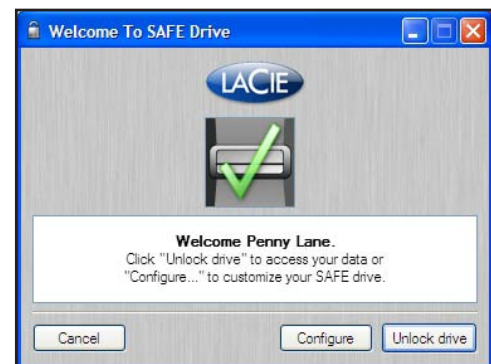 Welcome To SAFE Drive
LACIE
Welcome Penny Lane.
Click "Unlock drive" to access your data or
"Configure..." to customize your SAFE drive.
Cancel Configure Unlock drive